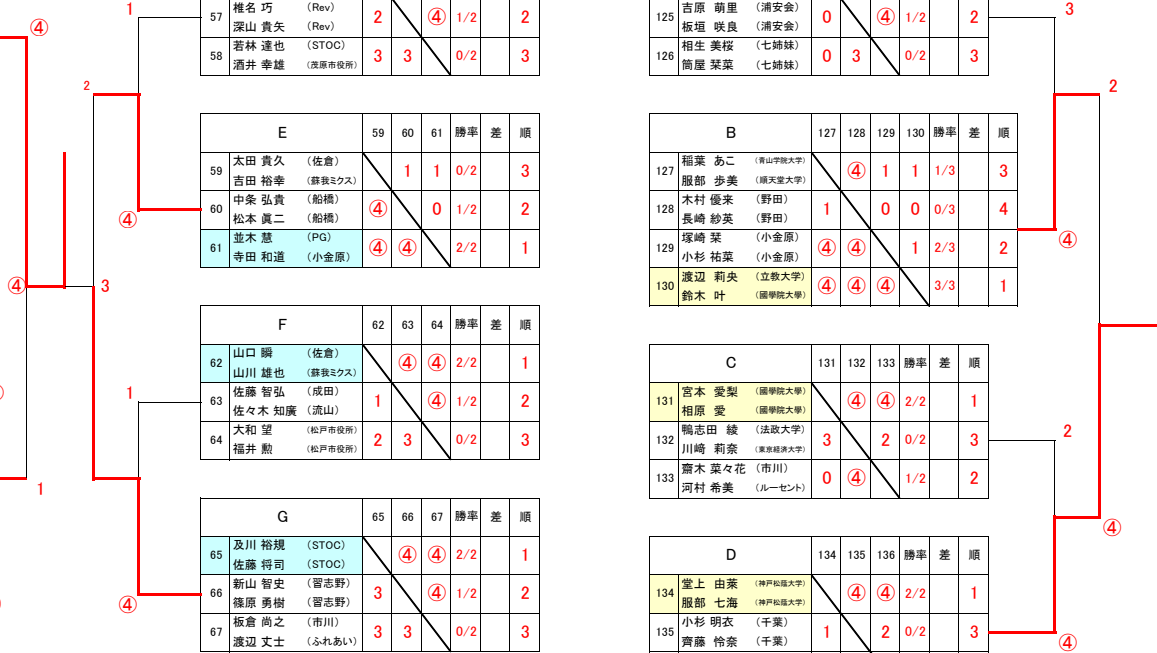 ④
1
2
④
④
3
1
④
1
57 椎名 巧 (Rev) 2 ④ 1/2 2
深山 貴矢 (Rev)
58 若林 達也 (STOC) 3 3 0/2 3
酒井 幸雄 (茂原市役所)
E 59 60 61 勝率 差 順
59 太田 貴久 (佐倉) 1 1 0/2 3
吉田 裕幸 (蘇我ミクス)
60 中条 弘貴 (船橋) ④ 0 1/2 2
松本 眞二 (船橋)
61 並木 慧 (PG) ④ ④ 2/2 1
寺田 和道 (小金原)
F 62 63 64 勝率 差 順
62 山口 瞬 (佐倉) ④ ④ 2/2 1
山川 雄也 (蘇我ミクス)
63 佐藤 智弘 (成田) 1 ④ 1/2 2
佐々木 知廣 (流山)
64 大和 望 (松戸市役所) 2 3 0/2 3
福井 勲 (松戸市役所)
G 65 66 67 勝率 差 順
65 及川 裕規 (STOC) ④ ④ 2/2 1
佐藤 将司 (STOC)
66 新山 智史 (習志野) 3 ④ 1/2 2
篠原 勇樹 (習志野)
67 板倉 尚之 (市川) 3 3 0/2 3
渡辺 丈士 (ふれあい)
125 吉原 萌里 (浦安会) 0 ④ 1/2 2
板垣 咲良 (浦安会)
126 相生 美桜 (七姉妹) 0 3 0/2 3
筒屋 栞菜 (七姉妹)
B 127 128 129 130 勝率 差 順
127 稲葉 あこ (青山学院大学) ④ 1 1 1/3 3
服部 歩美 (順天堂大学)
128 木村 優来 (野田) 1 0 0 0/3 4
長崎 紗英 (野田)
129 塚崎 栞 (小金原) ④ ④ 1 2/3 2
小杉 祐菜 (小金原)
130 渡辺 莉央 (立教大学) ④ ④ ④ 3/3 1
鈴木 叶 (國學院大學)
C 131 132 133 勝率 差 順
131 宮本 愛梨 (國學院大學) ④ ④ 2/2 1
相原 愛 (國學院大學)
132 鴨志田 綾 (法政大学) 3 2 0/2 3
川﨑 莉奈 (東京経済大学)
133 齋木 菜々花 (市川) 0 ④ 1/2 2
河村 希美 (ルーセント)
D 134 135 136 勝率 差 順
134 堂上 由莱 (神戸松蔭大学) ④ ④ 2/2 1
服部 七海 (神戸松蔭大学)
135 小杉 明衣 (千葉) 1 2 0/2 3
齊藤 怜奈 (千葉)
3
2
④
2
④
④